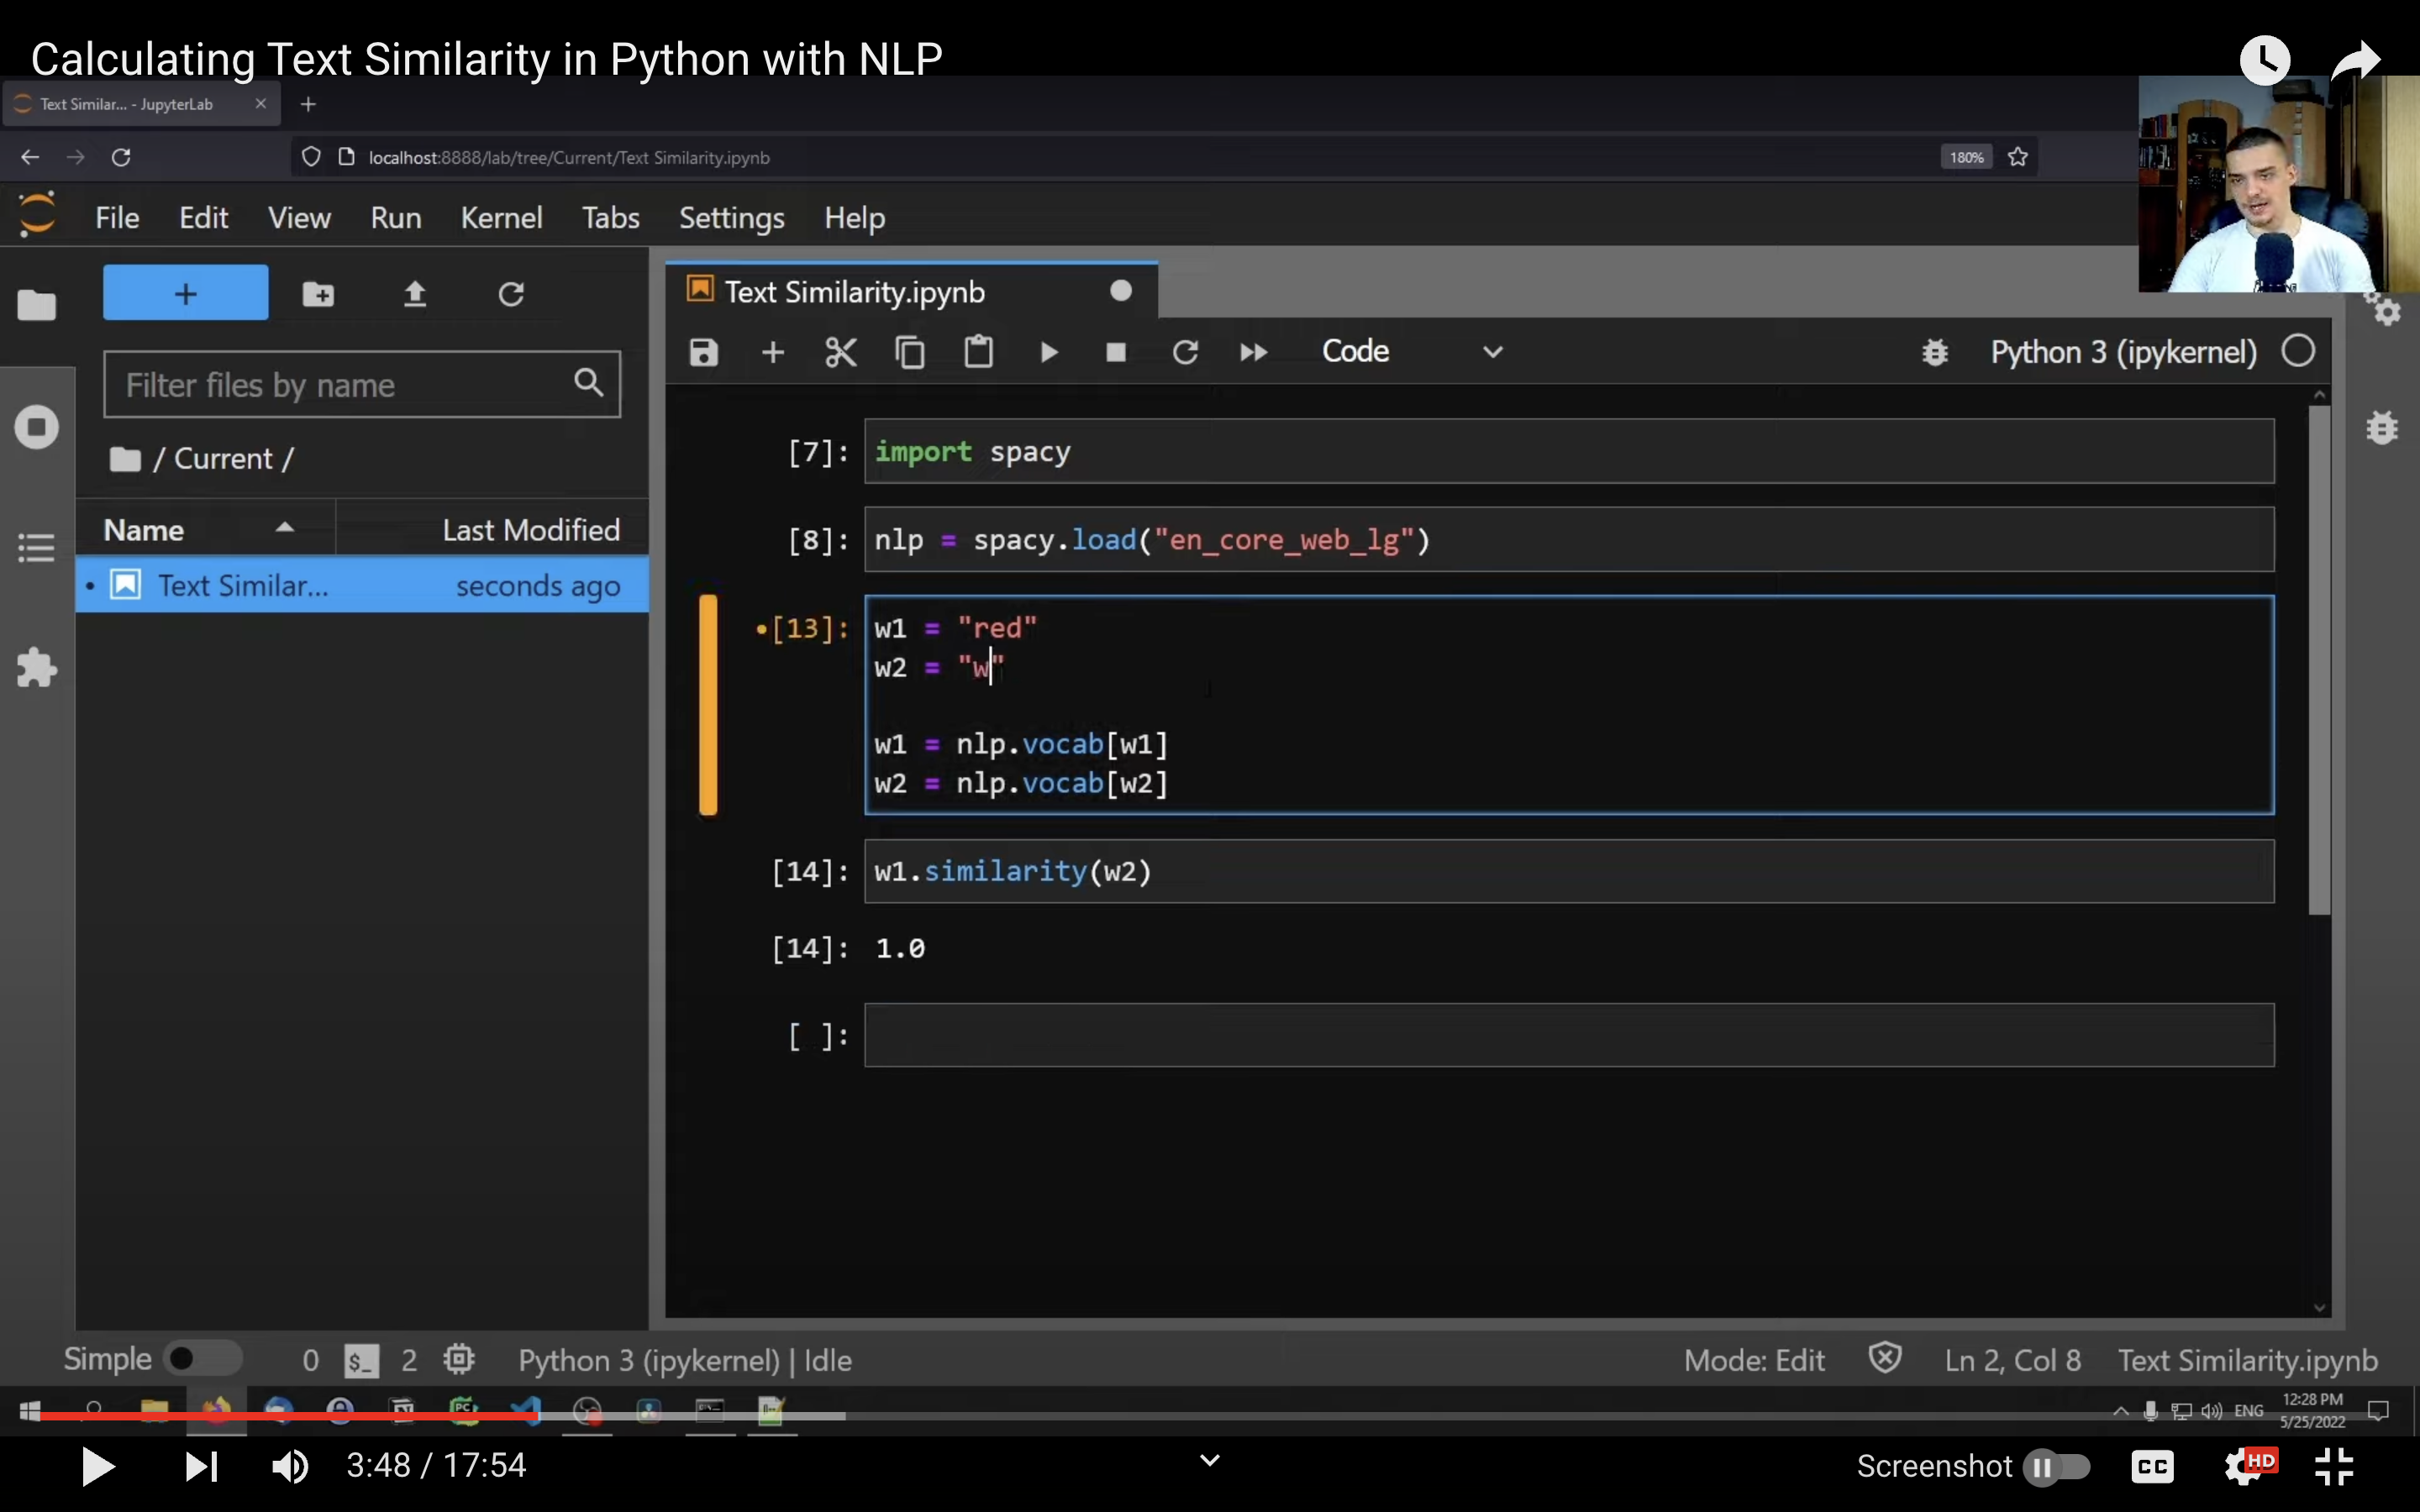 Calculating Text Similarity in Python with NLP
Text Similar... - JupyterLab
localhost:8888/lab/tree/Current/Text Similarity.ipynb
180%
File Edit View Run Kernel Tabs Settings Help
Text Similarity.ipynb
Filter files by name
Code
Python 3 (ipykernel)
/ Current /
Name Last Modified
Text Similar... seconds ago
[7]: import spacy
[8]: nlp = spacy.load("en_core_web_lg")
[13]: w1 = "red"
w2 = "w"
w1 = nlp.vocab[w1]
w2 = nlp.vocab[w2]
[14]: w1.similarity(w2)
[14]: 1.0
[ ]:
Simple 0 $_ 2 Python 3 (ipykernel) | Idle Mode: Edit Ln 2, Col 8 Text Similarity.ipynb
PC
ENG
12:28 PM
5/25/2022
3:48 / 17:54
Screenshot
CC
HD